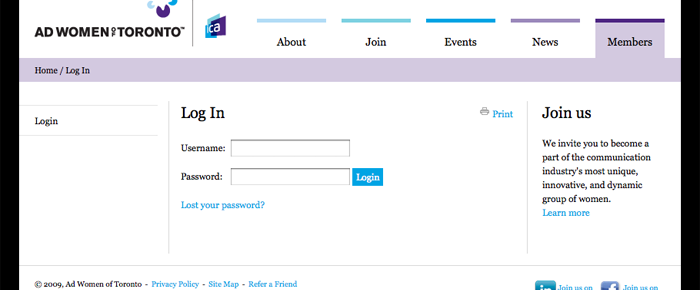 AD WOMEN OF TORONTO™
ica
About
Join
Events
News
Members
Home / Log In
Login
Log In
Print
Username:
Password:
Login
Lost your password?
Join us
We invite you to become a
part of the communication
industry's most unique,
innovative, and dynamic
group of women.
Learn more
© 2009, Ad Women of Toronto - Privacy Policy - Site Map - Refer a Friend
in Join us on
f Join us on